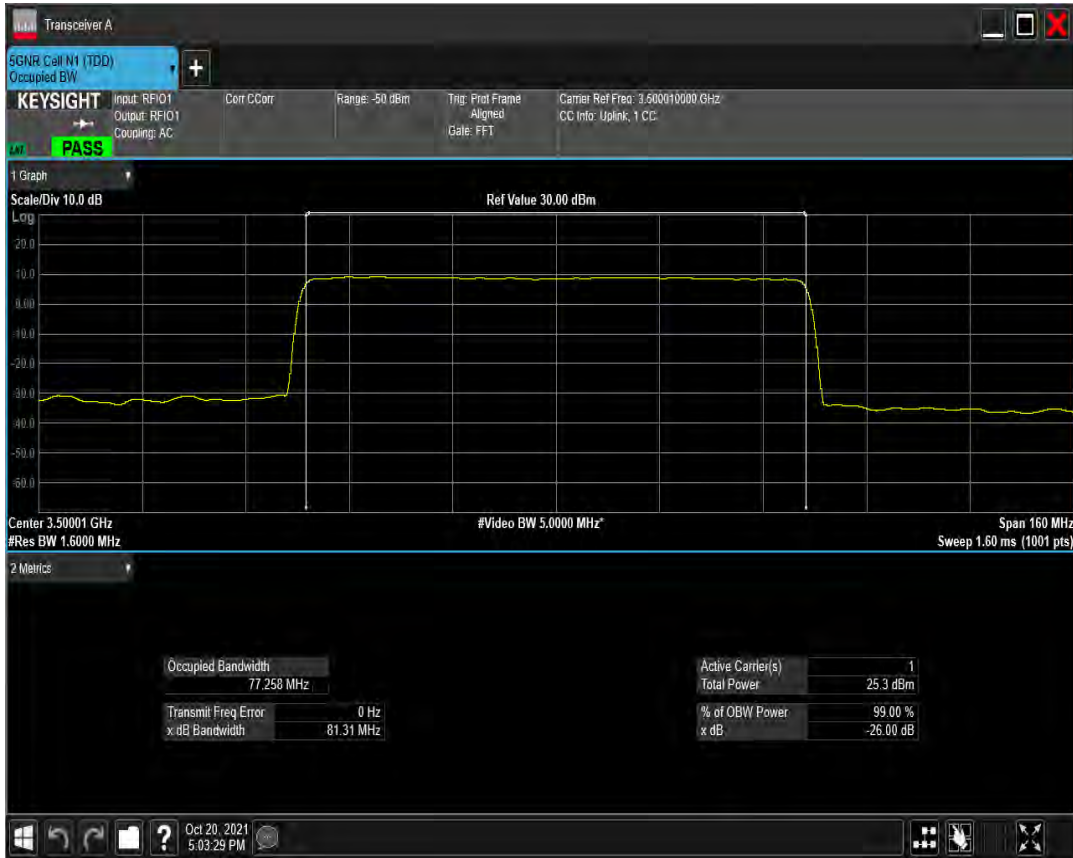 Transceiver A
5GNR Cell N1 (TDD)
Occupied BW
+
KEYSIGHT
Input: RFIO1
Output: RFIO1
Coupling: AC
PASS
Corr CCorr
Range: -50 dBm
Trig: Prot Frame
Aligned
Gate: FFT
Carrier Ref Freq: 3.500010000 GHz
CC Info: Uplink, 1 CC
1 Graph
Scale/Div 10.0 dB
Ref Value 30.00 dBm
Log
20.0
10.0
0.00
-10.0
-20.0
-30.0
-40.0
-50.0
-60.0
Center 3.50001 GHz
#Video BW 5.0000 MHz*
Span 160 MHz
#Res BW 1.6000 MHz
Sweep 1.60 ms (1001 pts)
2 Metrics
Occupied Bandwidth
77.258 MHz
Transmit Freq Error 0 Hz
x dB Bandwidth 81.31 MHz
Active Carrier(s) 1
Total Power 25.3 dBm
% of OBW Power 99.00 %
x dB -26.00 dB
?
Oct 20, 2021
5:03:29 PM